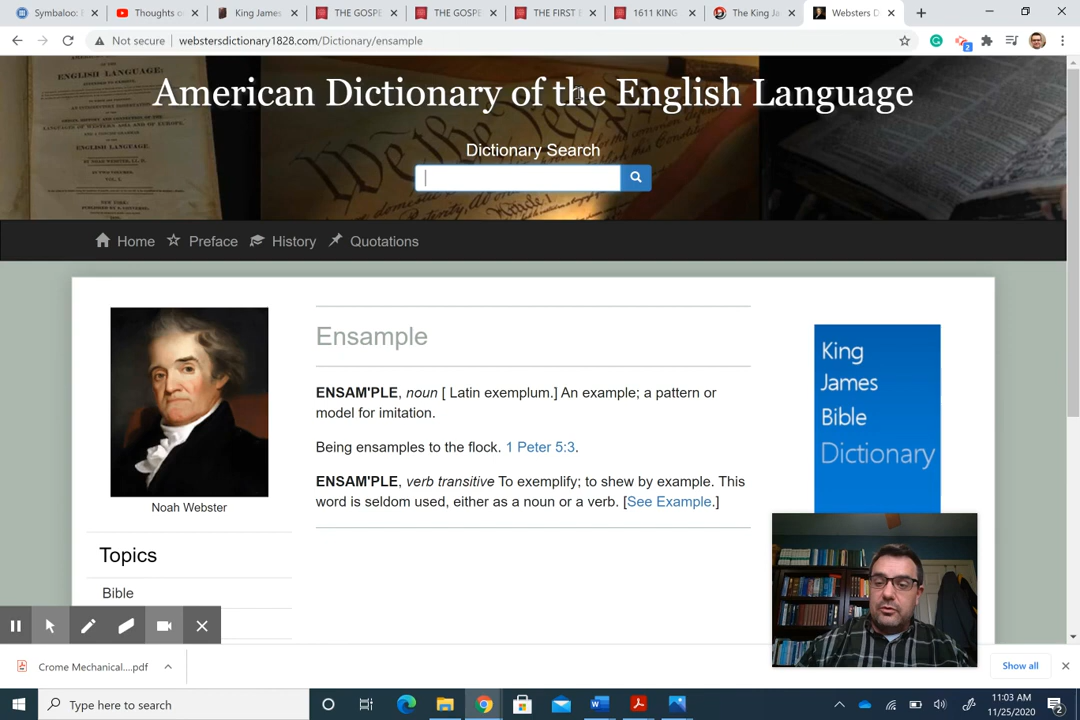 Symbaloo:
Thoughts o
King James
THE GOSPE
THE GOSPE
THE FIRST
1611 KING
The King Ja
Websters D
Not secure | webstersdictionary1828.com/Dictionary/ensample
2
ENGLISH LANGUAGE:
American Dictionary of the English Language
Dictionary Search
Home
Preface
History
Quotations
Ensample
ENSAM'PLE, noun [ Latin exemplum.] An example; a pattern or
model for imitation.
Being ensamples to the flock. 1 Peter 5:3.
ENSAM'PLE, verb transitive To exemplify; to shew by example. This
word is seldom used, either as a noun or a verb. [See Example.]
Noah Webster
Topics
Bible
King
James
Bible
Dictionary
Crome Mechanical....pdf
Show all
Type here to search
11:03 AM
11/25/2020
2